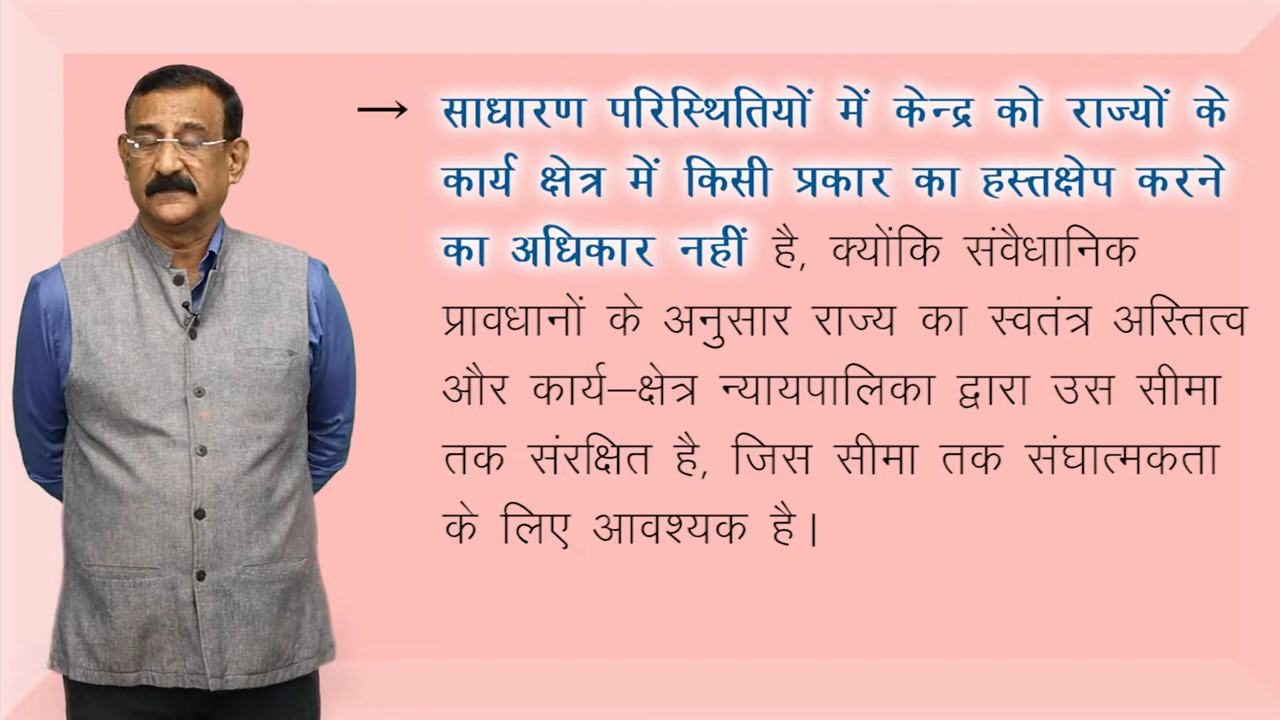 → साधारण परिस्थितियों में केन्द्र को राज्यों के
कार्य क्षेत्र में किसी प्रकार का हस्तक्षेप करने
का अधिकार नहीं है, क्योंकि संवैधानिक
प्रावधानों के अनुसार राज्य का स्वतंत्र अस्तित्व
और कार्य–क्षेत्र न्यायपालिका द्वारा उस सीमा
तक संरक्षित है, जिस सीमा तक संघात्मकता
के लिए आवश्यक है।